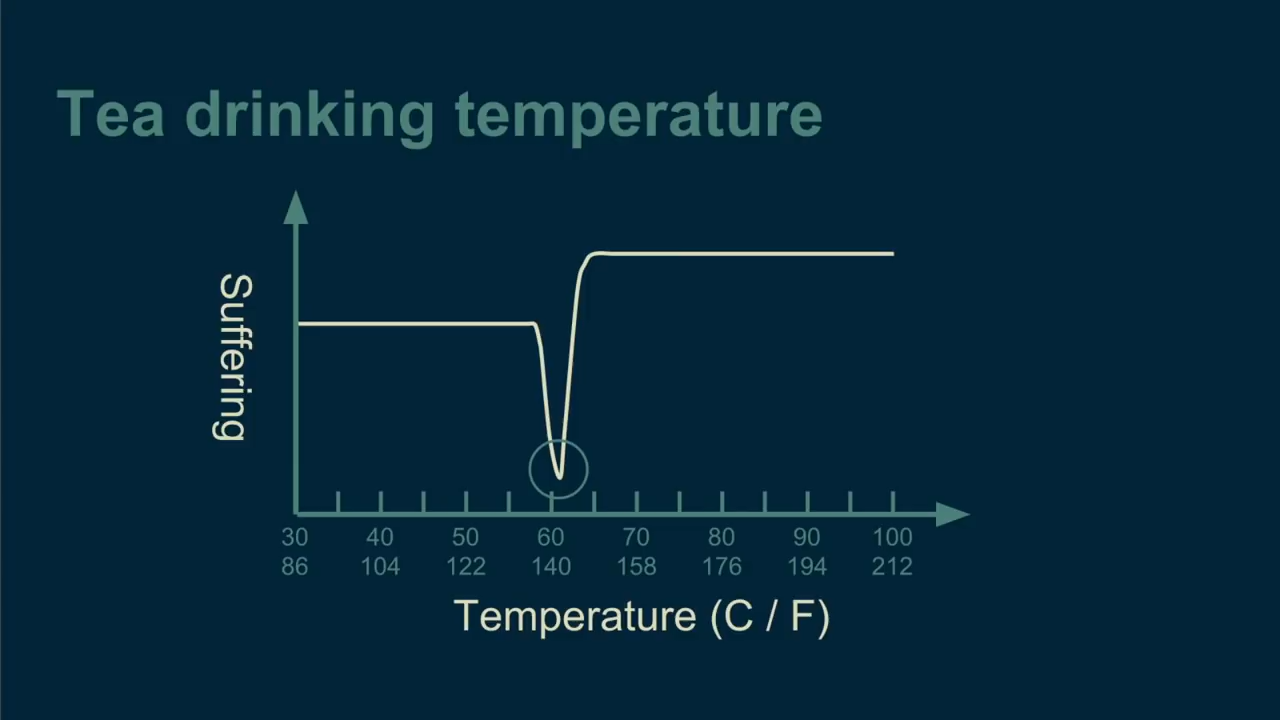 Tea drinking temperature
Suffering
30 40 50 60 70 80 90 100
86 104 122 140 158 176 194 212
Temperature (C / F)